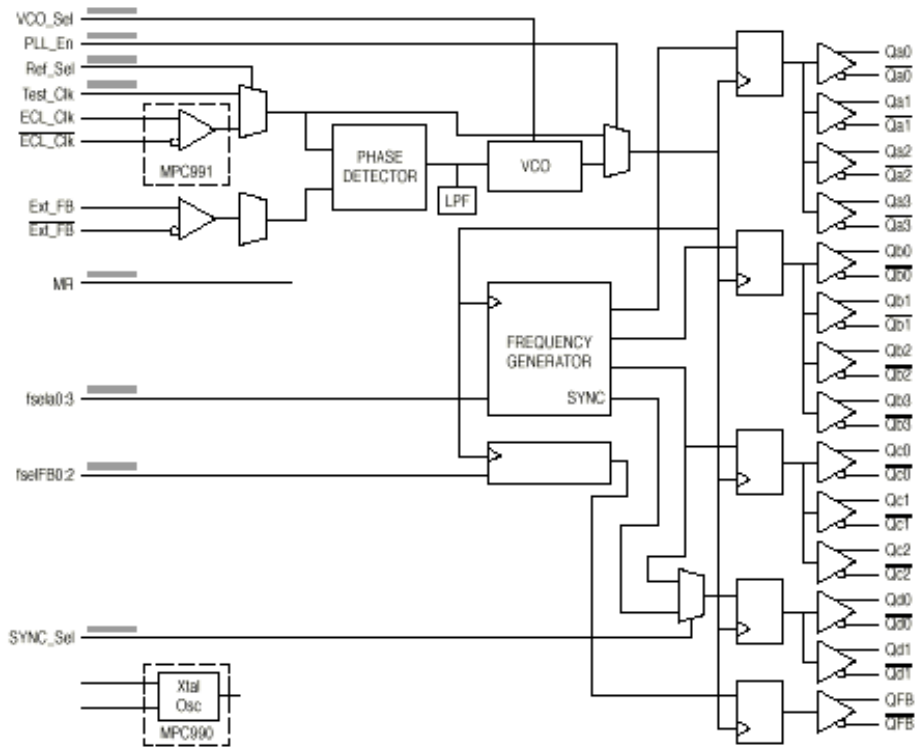 VCO_Sel
PLL_En
Ref_Sel
Test_Clk
ECL_Clk
ECL_Clk
MPC991
Ext_FB
Ext_FB
MR
fsela0:3
fselFB0:2
SYNC_Sel
Xtal
Osc
MPC990
PHASE
DETECTOR
LPF
VCO
FREQUENCY
GENERATOR
SYNC
Qa0
Qa0
Qa1
Qa1
Qa2
Qa2
Qa3
Qa3
Qb0
Qb0
Qb1
Qb1
Qb2
Qb2
Qb3
Qb3
Qc0
Qc0
Qc1
Qc1
Qc2
Qc2
Qd0
Qd0
Qd1
Qd1
QFB
QFB